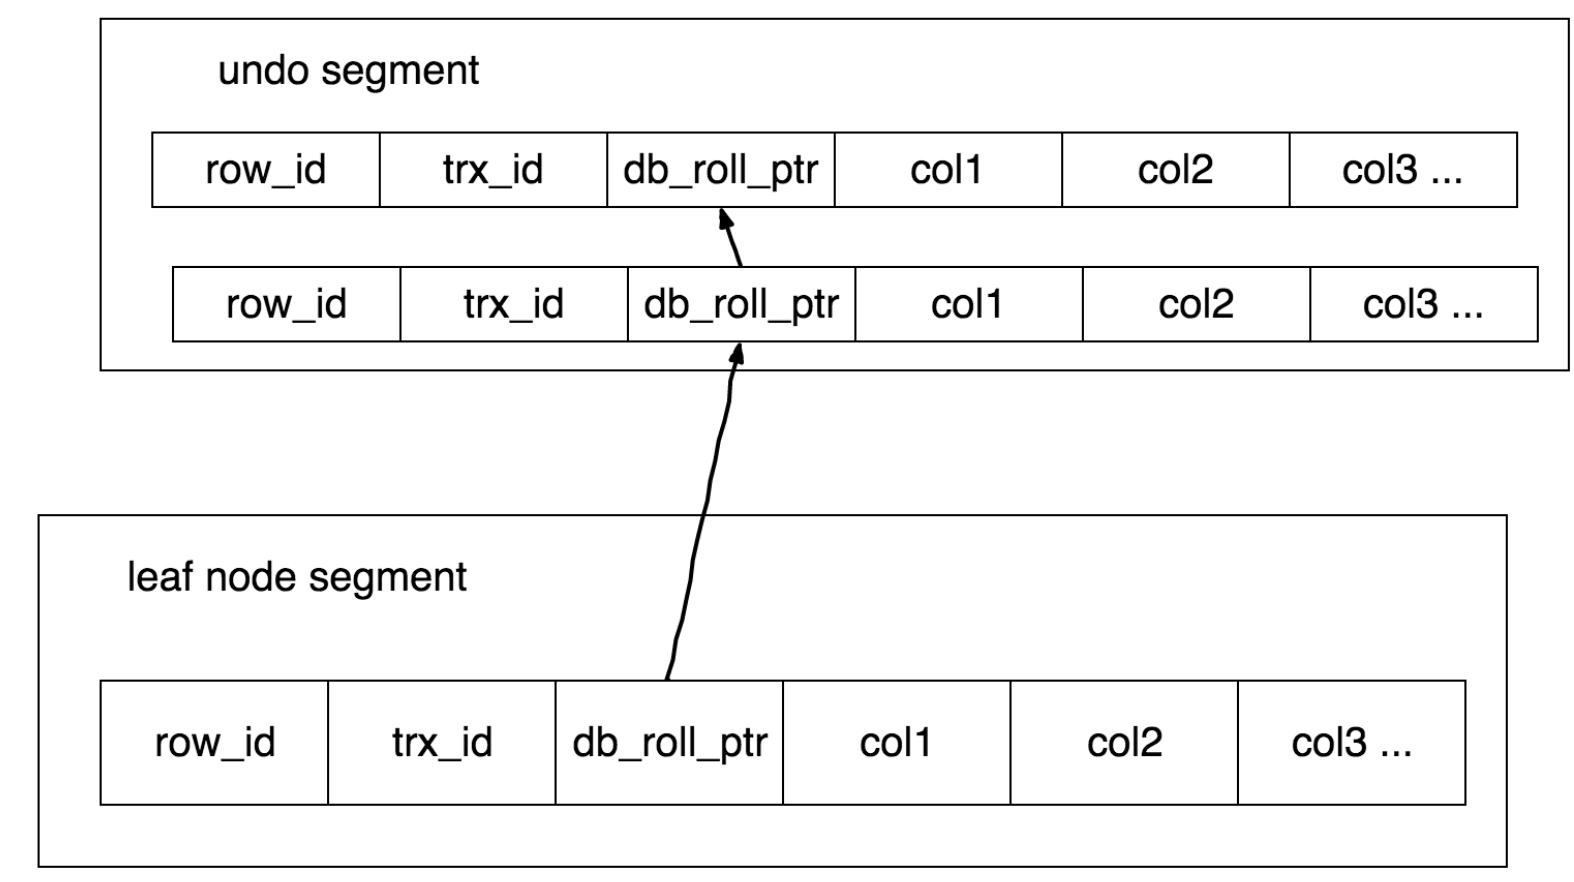 undo segment
row_id trx_id db_roll_ptr col1 col2 col3 ...
row_id trx_id db_roll_ptr col1 col2 col3 ...
leaf node segment
row_id trx_id db_roll_ptr col1 col2 col3 ...